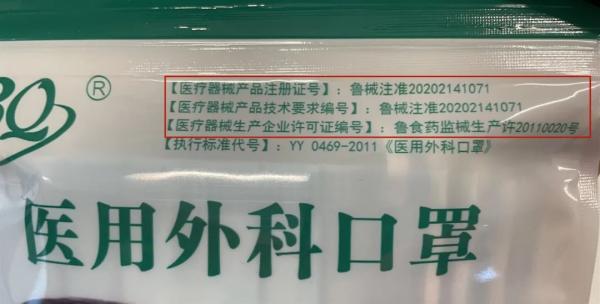 BQ®
【医疗器械产品注册证号】：鲁械注准20202141071
【医疗器械产品技术要求编号】：鲁械注准20202141071
【医疗器械生产企业许可证编号】：鲁食药监械生产许20110020号
【执行标准代号】：YY 0469-2011《医用外科口罩》
医用外科口罩